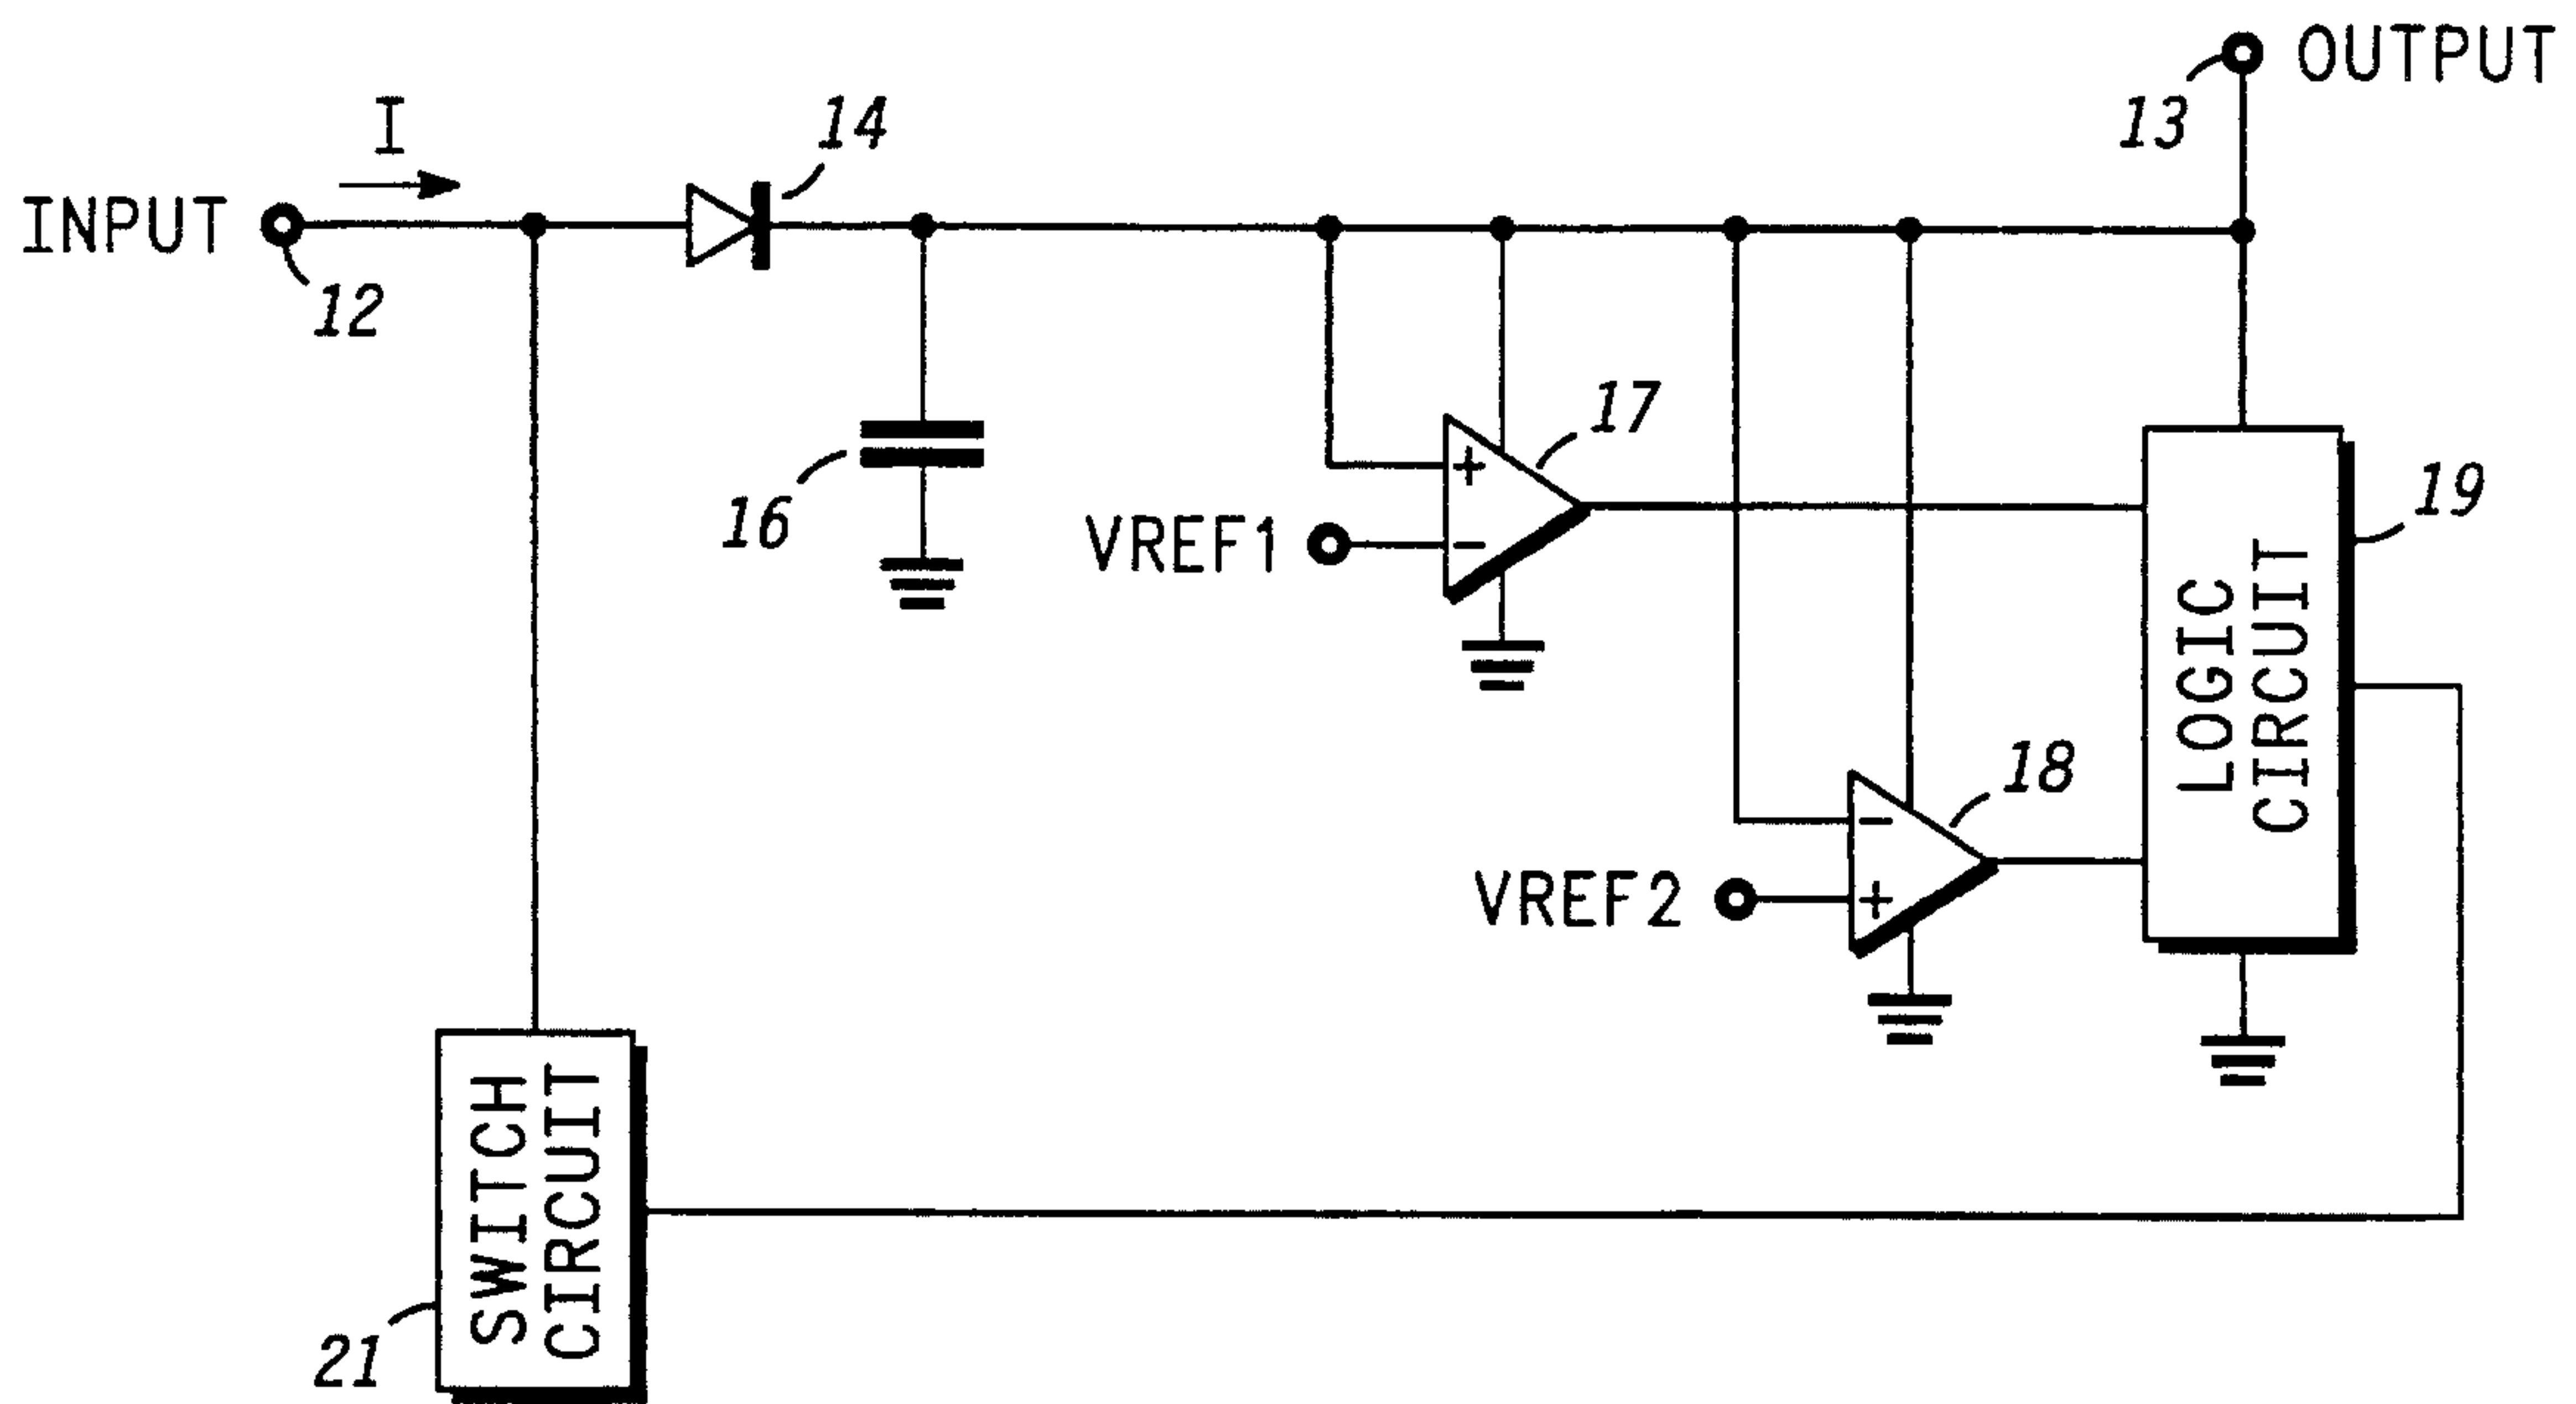 OUTPUT
13
I
14
INPUT
12
17
16
VREF1
19
LOGIC
CIRCUIT
18
VREF2
SWITCH
CIRCUIT
21
+
-
-
+